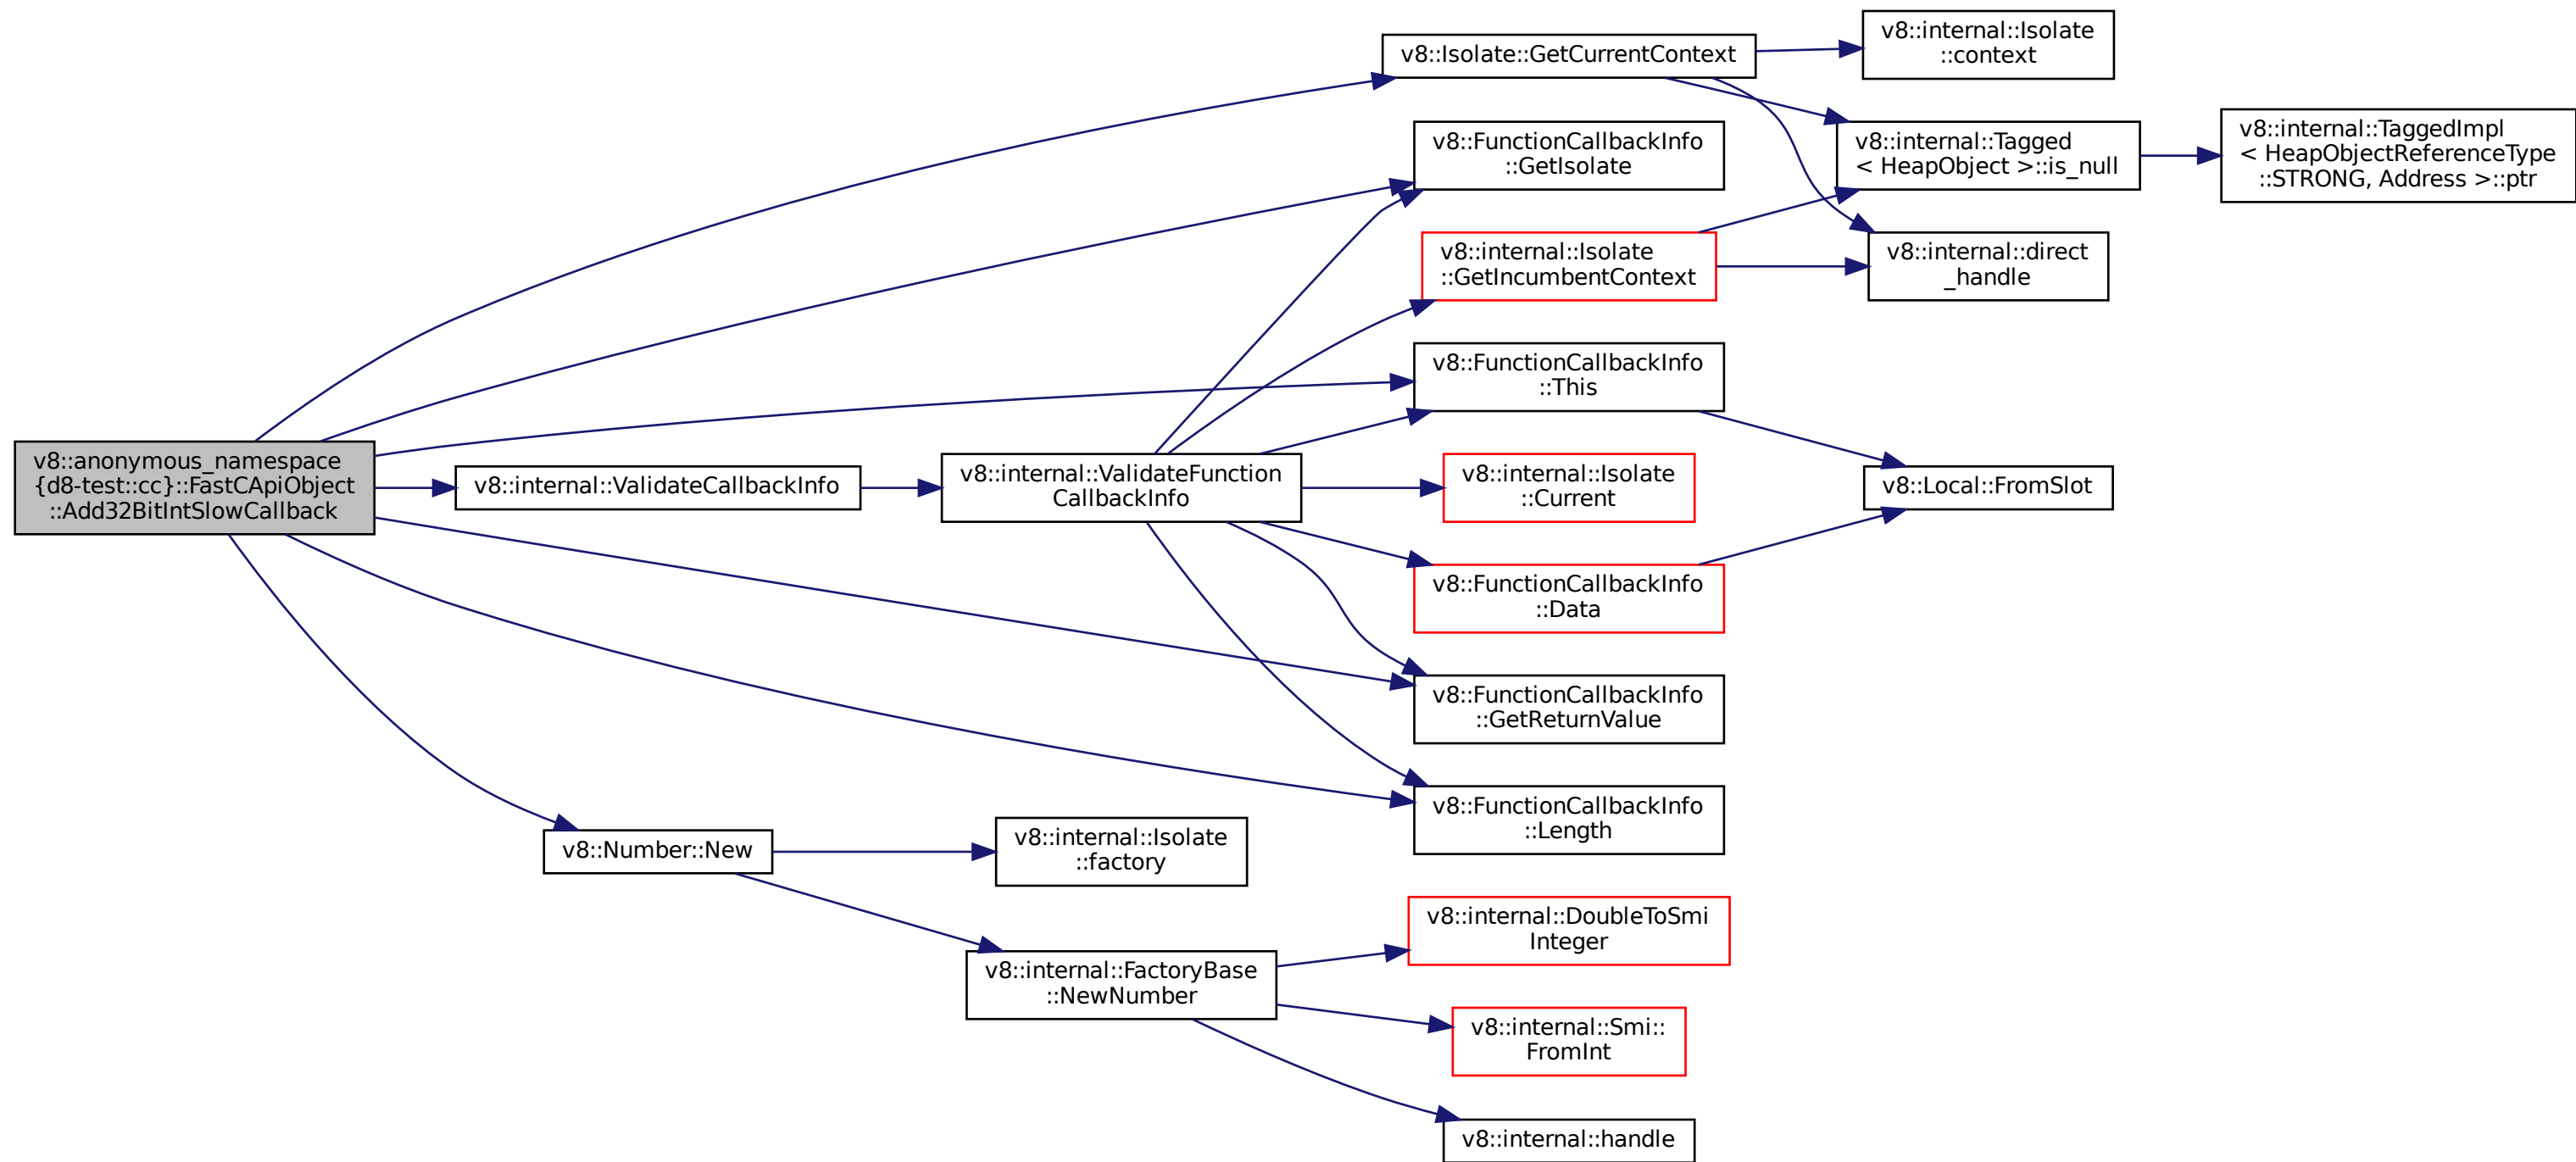 v8::Isolate::GetCurrentContext
v8::internal::Isolate
::context
v8::FunctionCallbackInfo
::GetIsolate
v8::internal::Tagged
< HeapObject >::is_null
v8::internal::TaggedImpl
< HeapObjectReferenceType
::STRONG, Address >::ptr
v8::internal::Isolate
::GetIncumbentContext
v8::internal::direct
_handle
v8::FunctionCallbackInfo
::This
v8::anonymous_namespace
{d8-test::cc}::FastCApiObject
::Add32BitIntSlowCallback
v8::internal::ValidateCallbackInfo
v8::internal::ValidateFunction
CallbackInfo
v8::internal::Isolate
::Current
v8::Local::FromSlot
v8::FunctionCallbackInfo
::Data
v8::FunctionCallbackInfo
::GetReturnValue
v8::FunctionCallbackInfo
::Length
v8::Number::New
v8::internal::Isolate
::factory
v8::internal::DoubleToSmi
Integer
v8::internal::FactoryBase
::NewNumber
v8::internal::Smi::
FromInt
v8::internal::handle